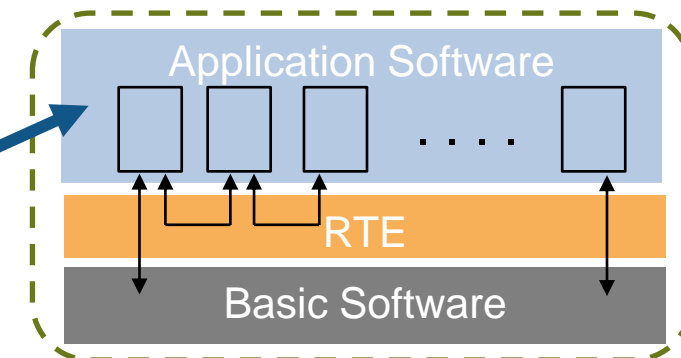 Application Software
. . . .
RTE
Basic Software